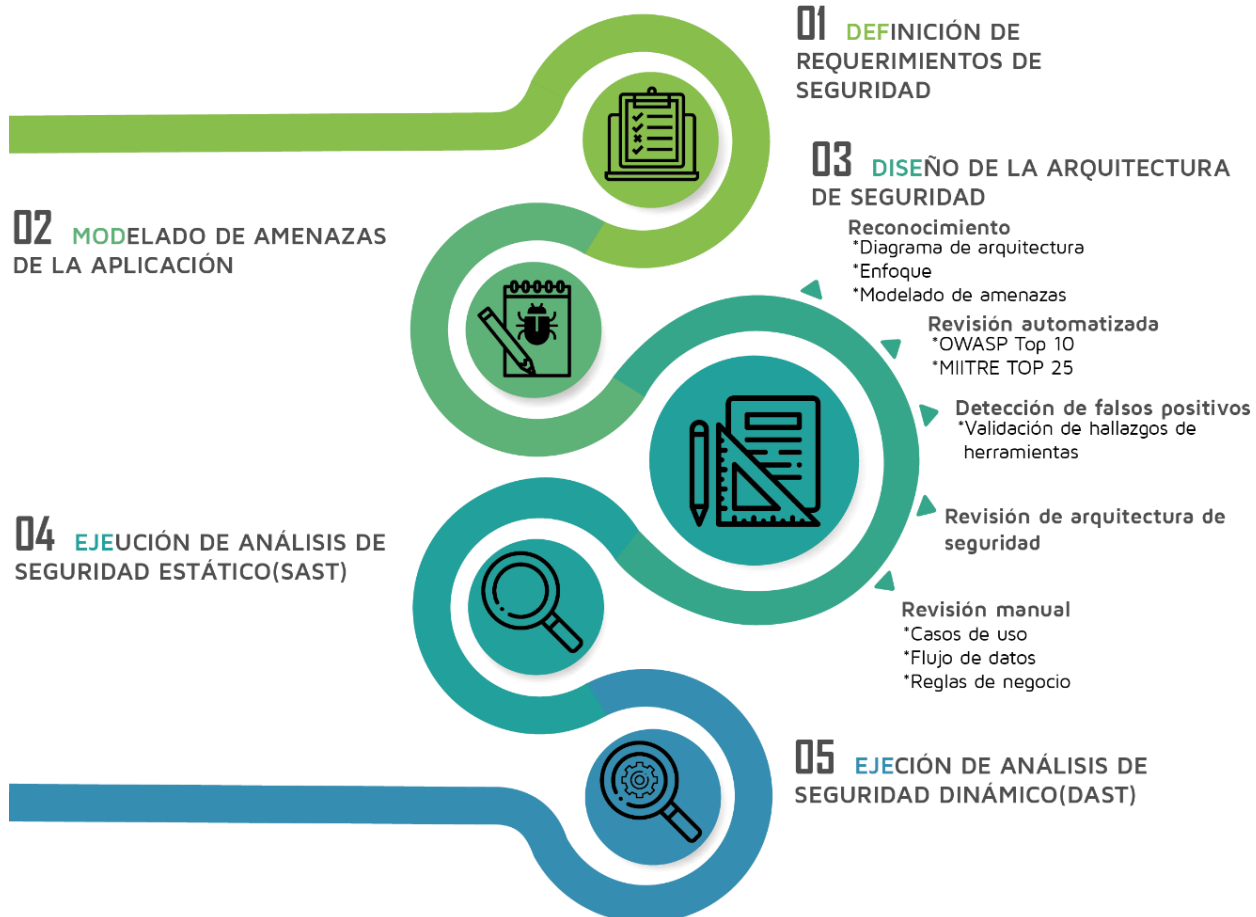 01 DEFINICIÓN DE
REQUERIMIENTOS DE
SEGURIDAD
02 MODELADO DE AMENAZAS
DE LA APLICACIÓN
03 DISEÑO DE LA ARQUITECTURA
DE SEGURIDAD
Reconocimiento
*Diagrama de arquitectura
*Enfoque
*Modelado de amenazas
Revisión automatizada
*OWASP Top 10
*MIITRE TOP 25
Detección de falsos positivos
*Validación de hallazgos de
herramientas
Revisión de arquitectura de
seguridad
Revisión manual
*Casos de uso
*Flujo de datos
*Reglas de negocio
04 EJEUCIÓN DE ANÁLISIS DE
SEGURIDAD ESTÁTICO(SAST)
05 EJECIÓN DE ANÁLISIS DE
SEGURIDAD DINÁMICO(DAST)